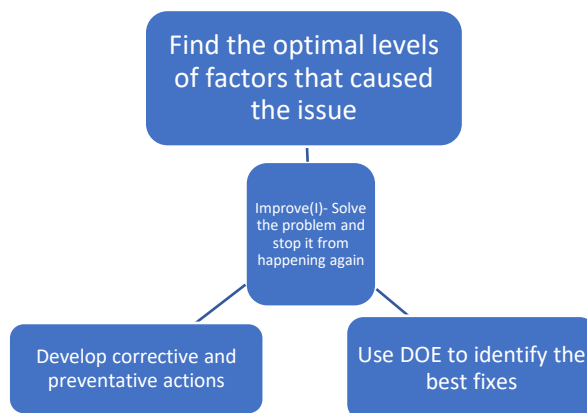 Find the optimal levels
of factors that caused
the issue
Improve(I)- Solve
the problem and
stop it from
happening again
Develop corrective and
preventative actions
Use DOE to identify the
best fixes